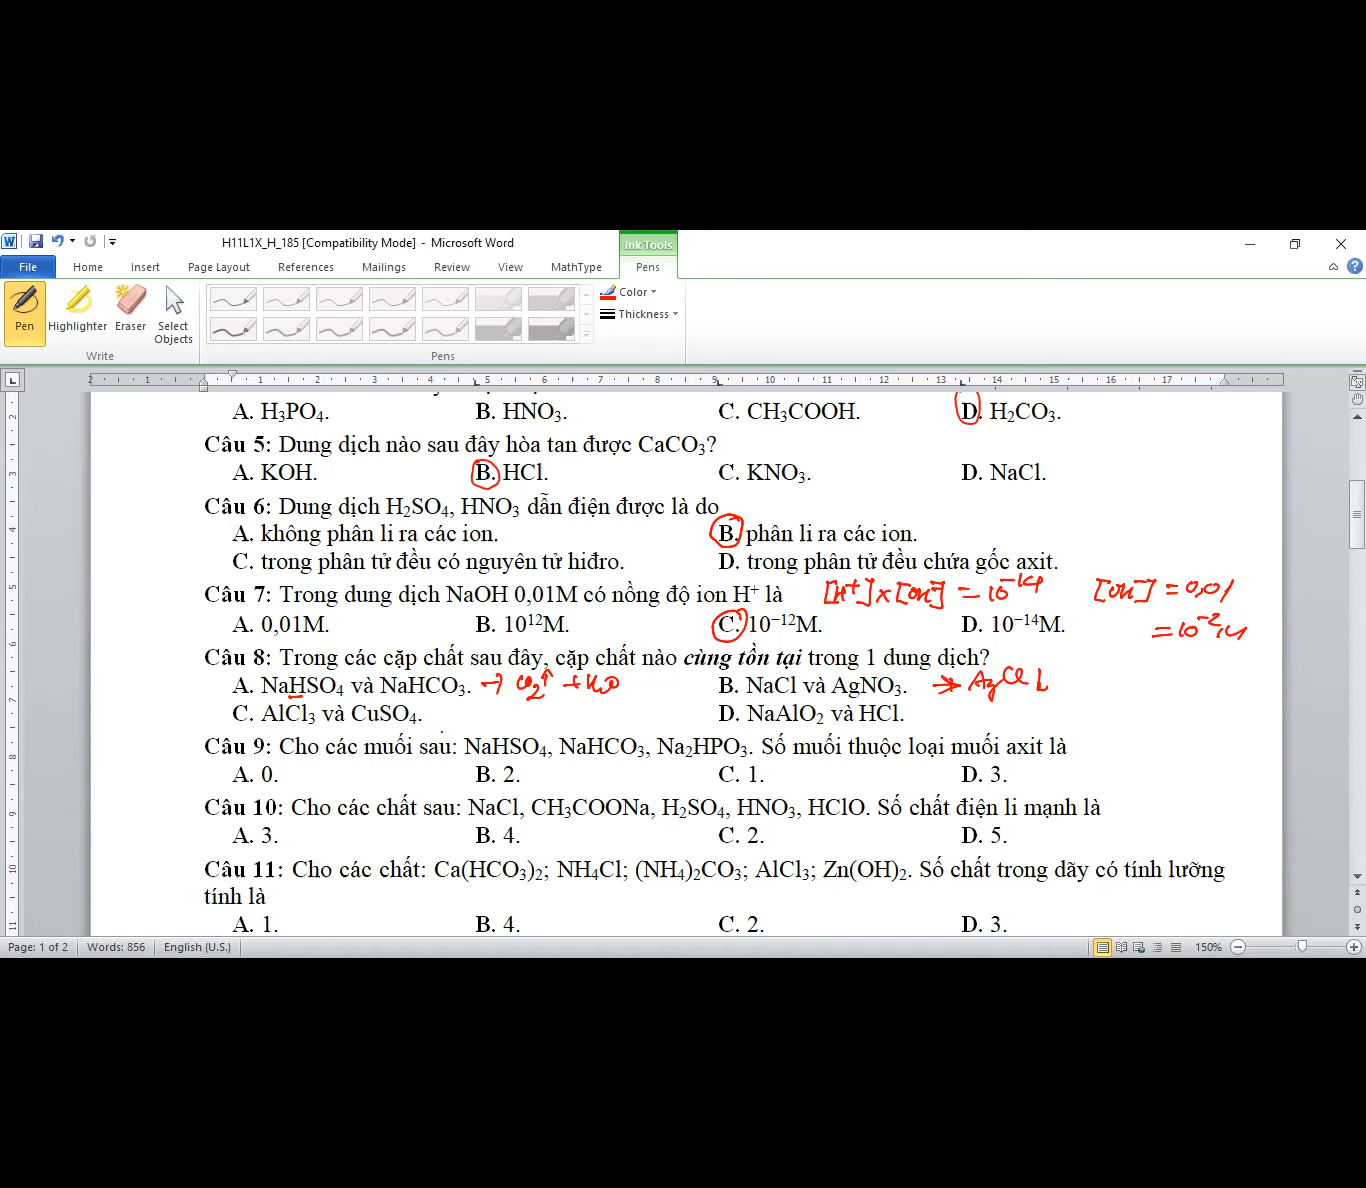 H11L1X_H_185 [Compatibility Mode] - Microsoft Word
Ink Tools
File Home Insert Page Layout References Mailings Review View MathType Pens
Pen Highlighter Eraser Select Objects
Color
Thickness
Write Pens
A. H₃PO₄. B. HNO₃. C. CH₃COOH. D. H₂CO₃.
Câu 5: Dung dịch nào sau đây hòa tan được CaCO₃?
A. KOH. B. HCl. C. KNO₃. D. NaCl.
Câu 6: Dung dịch H₂SO₄, HNO₃ dẫn điện được là do
A. không phân li ra các ion. B. phân li ra các ion.
C. trong phân tử đều có nguyên tử hiđro. D. trong phân tử đều chứa gốc axit.
Câu 7: Trong dung dịch NaOH 0,01M có nồng độ ion H⁺ là [H⁺]x[OH⁻] = 10⁻¹⁴ [OH⁻] = 0,01
A. 0,01M. B. 10¹²M. C. 10⁻¹²M. D. 10⁻¹⁴M. = 10⁻²M
Câu 8: Trong các cặp chất sau đây, cặp chất nào cùng tồn tại trong 1 dung dịch?
A. NaHSO₄ và NaHCO₃. → CO₂↑ + H₂O B. NaCl và AgNO₃. → AgCl↓
C. AlCl₃ và CuSO₄. D. NaAlO₂ và HCl.
Câu 9: Cho các muối sau: NaHSO₄, NaHCO₃, Na₂HPO₃. Số muối thuộc loại muối axit là
A. 0. B. 2. C. 1. D. 3.
Câu 10: Cho các chất sau: NaCl, CH₃COONa, H₂SO₄, HNO₃, HClO. Số chất điện li mạnh là
A. 3. B. 4. C. 2. D. 5.
Câu 11: Cho các chất: Ca(HCO₃)₂; NH₄Cl; (NH₄)₂CO₃; AlCl₃; Zn(OH)₂. Số chất trong dãy có tính lưỡng
tính là
A. 1. B. 4. C. 2. D. 3.
Page: 1 of 2 Words: 856 English (U.S.) 150%